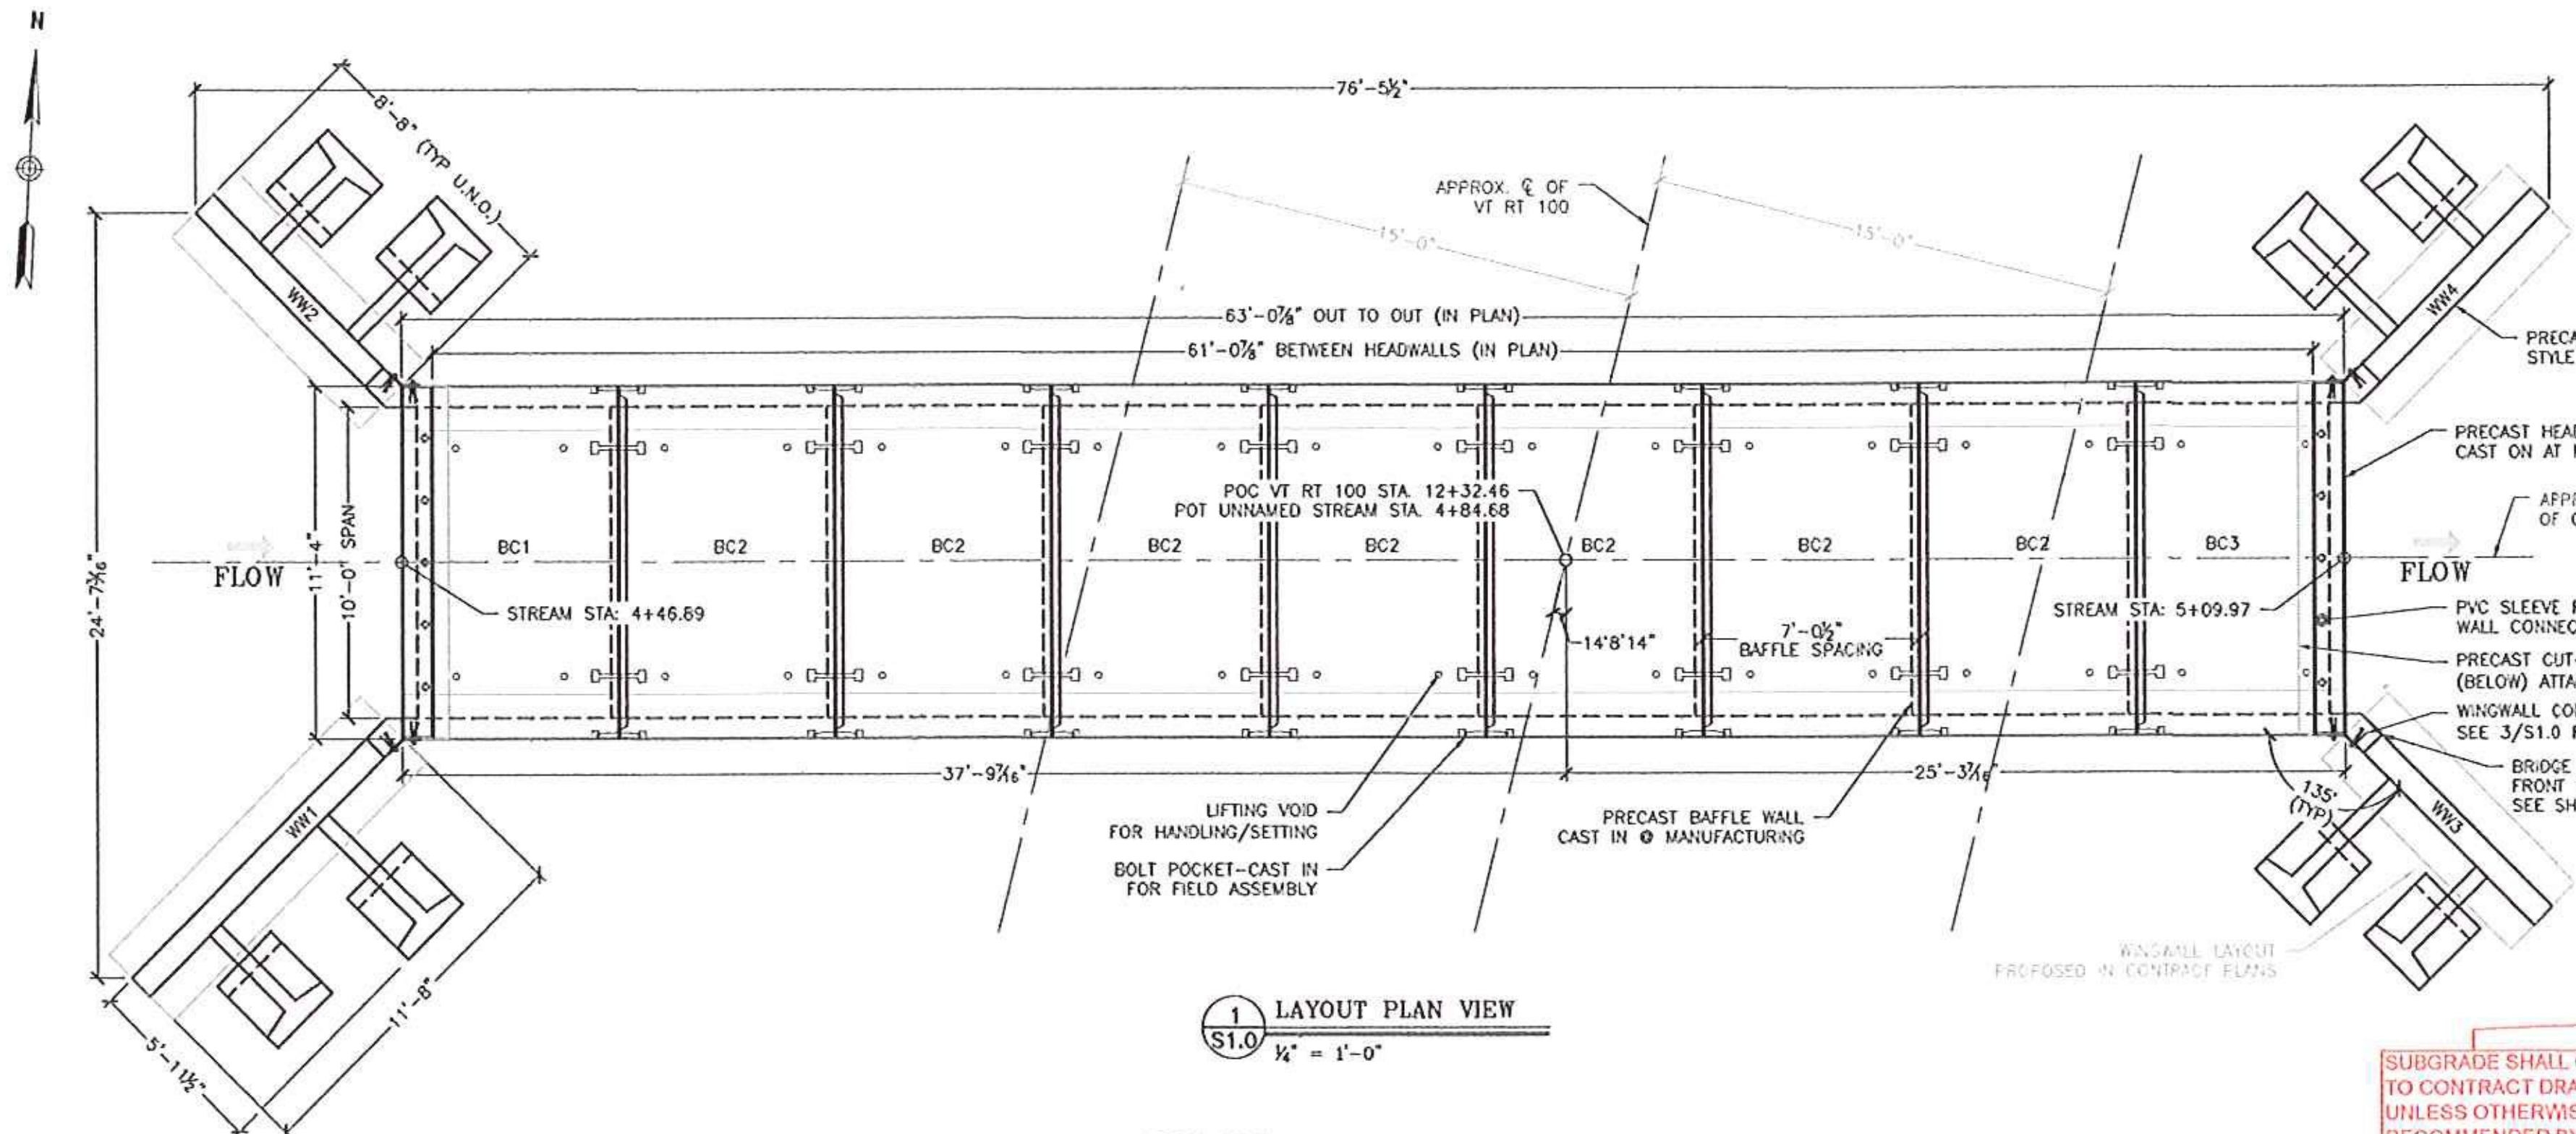 N
76'-5½"
8'-8" (TYP U.N.O.)
APPROX. ℄ OF
VT RT 100
15'-0"
15'-0"
WW2
WW4
63'-0⅞" OUT TO OUT (IN PLAN)
61'-0⅞" BETWEEN HEADWALLS (IN PLAN)
PRECA
STYLE
24'-7³⁄₁₆"
11'-4"
10'-0" SPAN
PRECAST HEA
CAST ON AT
POC VT RT 100 STA. 12+32.46
POT UNNAMED STREAM STA. 4+84.68
OF
BC1
BC2
BC2
BC2
BC2
BC2
BC2
BC2
BC3
FLOW
FLOW
STREAM STA: 4+46.89
STREAM STA: 5+09.97
14°8'14"
7'-0½"
BAFFLE SPACING
PVC SLEEVE
WALL CONNEC
PRECAST CUT
(BELOW) ATTA
WINGWALL CO
SEE 3/S1.0
37'-9⁷⁄₁₆"
25'-3⁷⁄₁₆"
BRIDGE
FRONT
SEE SH
135°
(TYP)
LIFTING VOID
FOR HANDLING/SETTING
PRECAST BAFFLE WALL
CAST IN @ MANUFACTURING
BOLT POCKET-CAST IN
FOR FIELD ASSEMBLY
WW1
WW3
WINGWALL LAYOUT
PROPOSED IN CONTRACT PLANS
5'-11½"
11'-8"
1
S1.0
LAYOUT PLAN VIEW
¼" = 1'-0"
SUBGRADE SHALL
TO CONTRACT DRA
UNLESS OTHERWIS